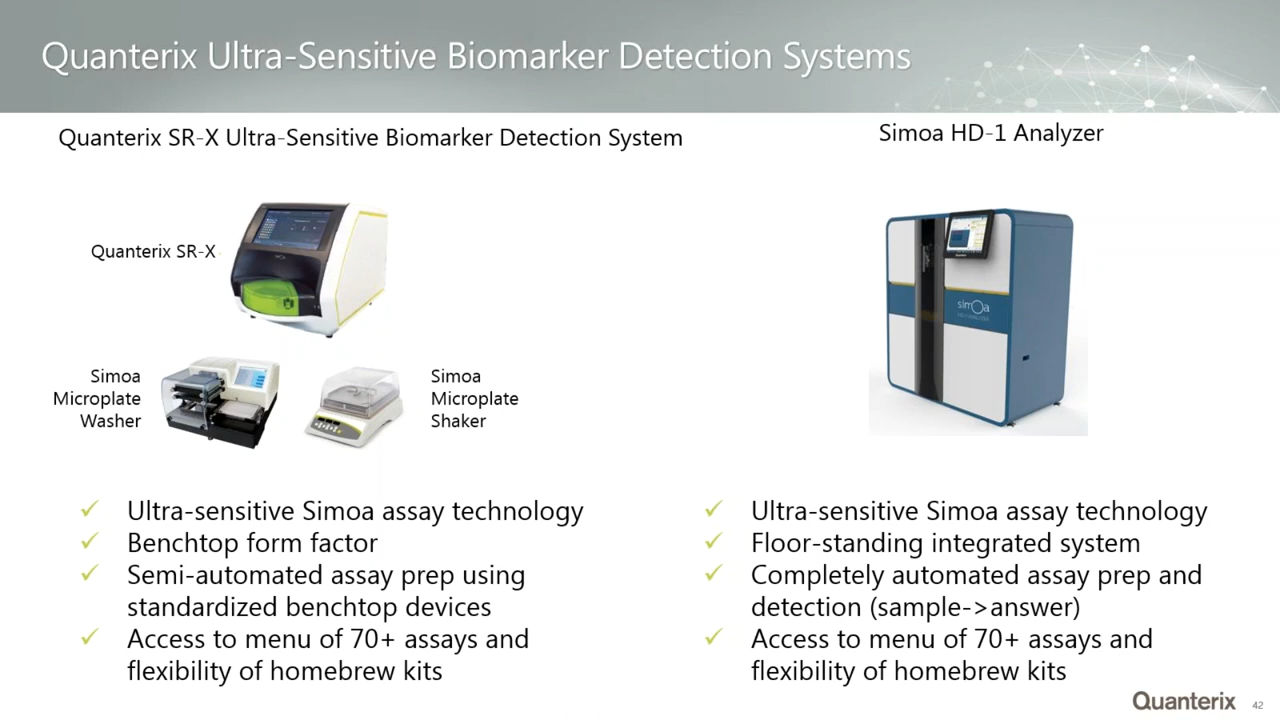 Quanterix Ultra-Sensitive Biomarker Detection Systems
Quanterix SR-X Ultra-Sensitive Biomarker Detection System
Simoa HD-1 Analyzer
Quanterix SR-X
Simoa
Microplate
Washer
Simoa
Microplate
Shaker
simoa
✓ Ultra-sensitive Simoa assay technology
✓ Benchtop form factor
✓ Semi-automated assay prep using
standardized benchtop devices
✓ Access to menu of 70+ assays and
flexibility of homebrew kits
✓ Ultra-sensitive Simoa assay technology
✓ Floor-standing integrated system
✓ Completely automated assay prep and
detection (sample->answer)
✓ Access to menu of 70+ assays and
flexibility of homebrew kits
Quanterix
42